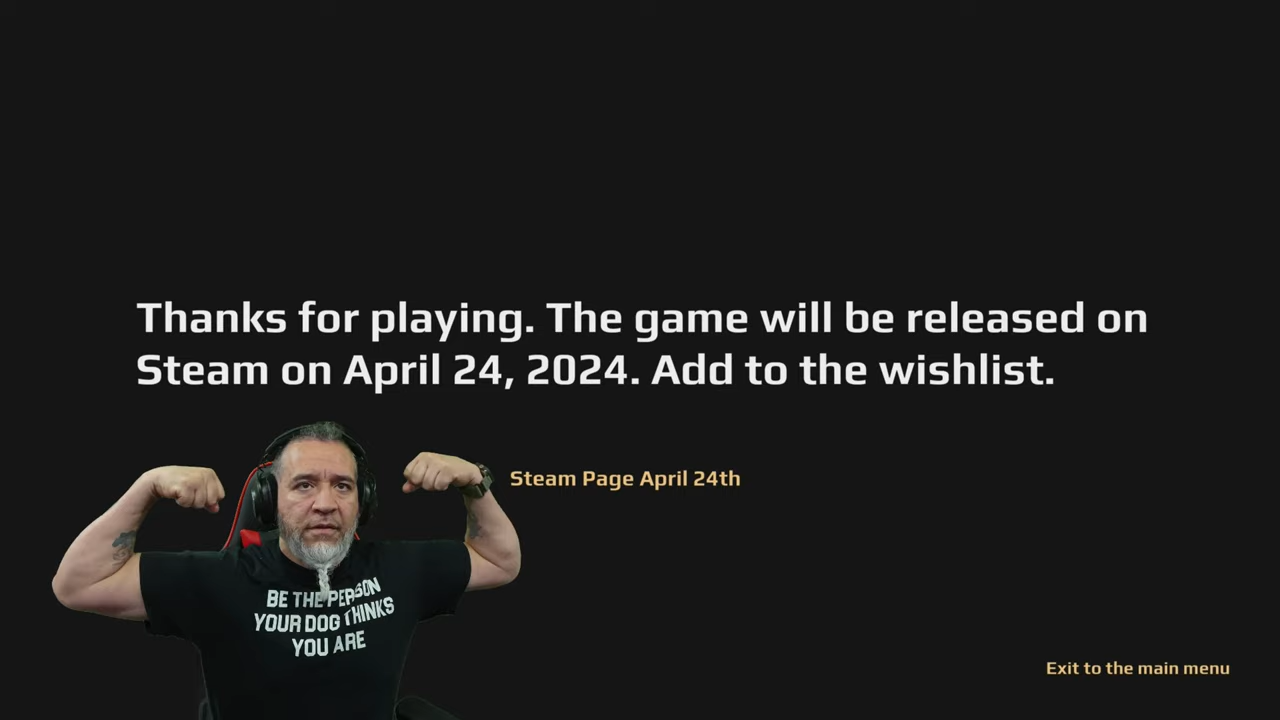 Thanks for playing. The game will be released on
Steam on April 24, 2024. Add to the wishlist.
Steam Page April 24th
BE THE PERSON
YOUR DOG THINKS
YOU ARE
Exit to the main menu